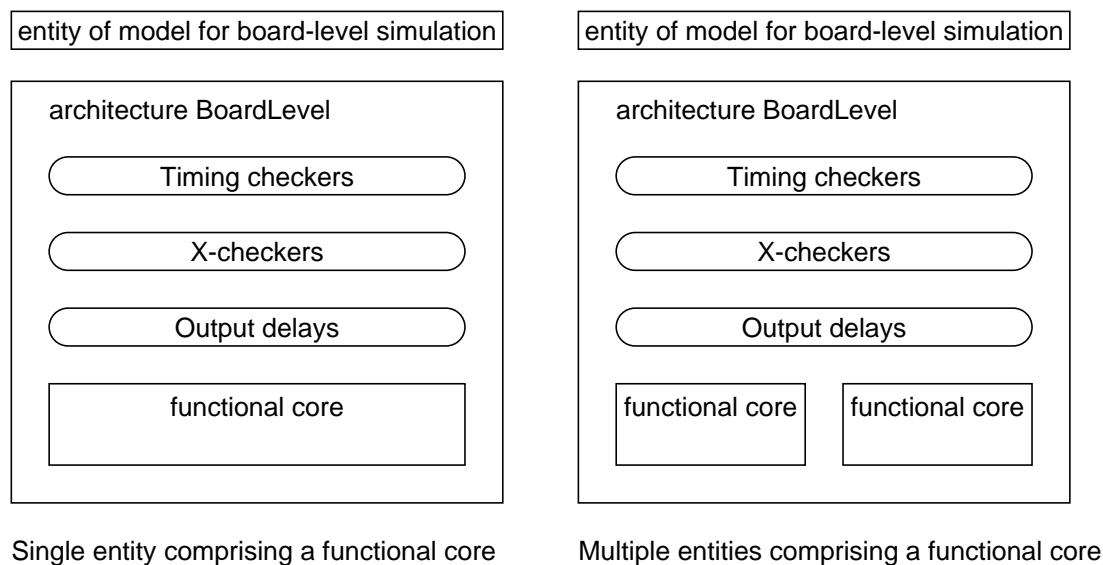 entity of model for board-level simulation
architecture BoardLevel
Timing checkers
X-checkers
Output delays
functional core
Single entity comprising a functional core
entity of model for board-level simulation
architecture BoardLevel
Timing checkers
X-checkers
Output delays
functional core
functional core
Multiple entities comprising a functional core